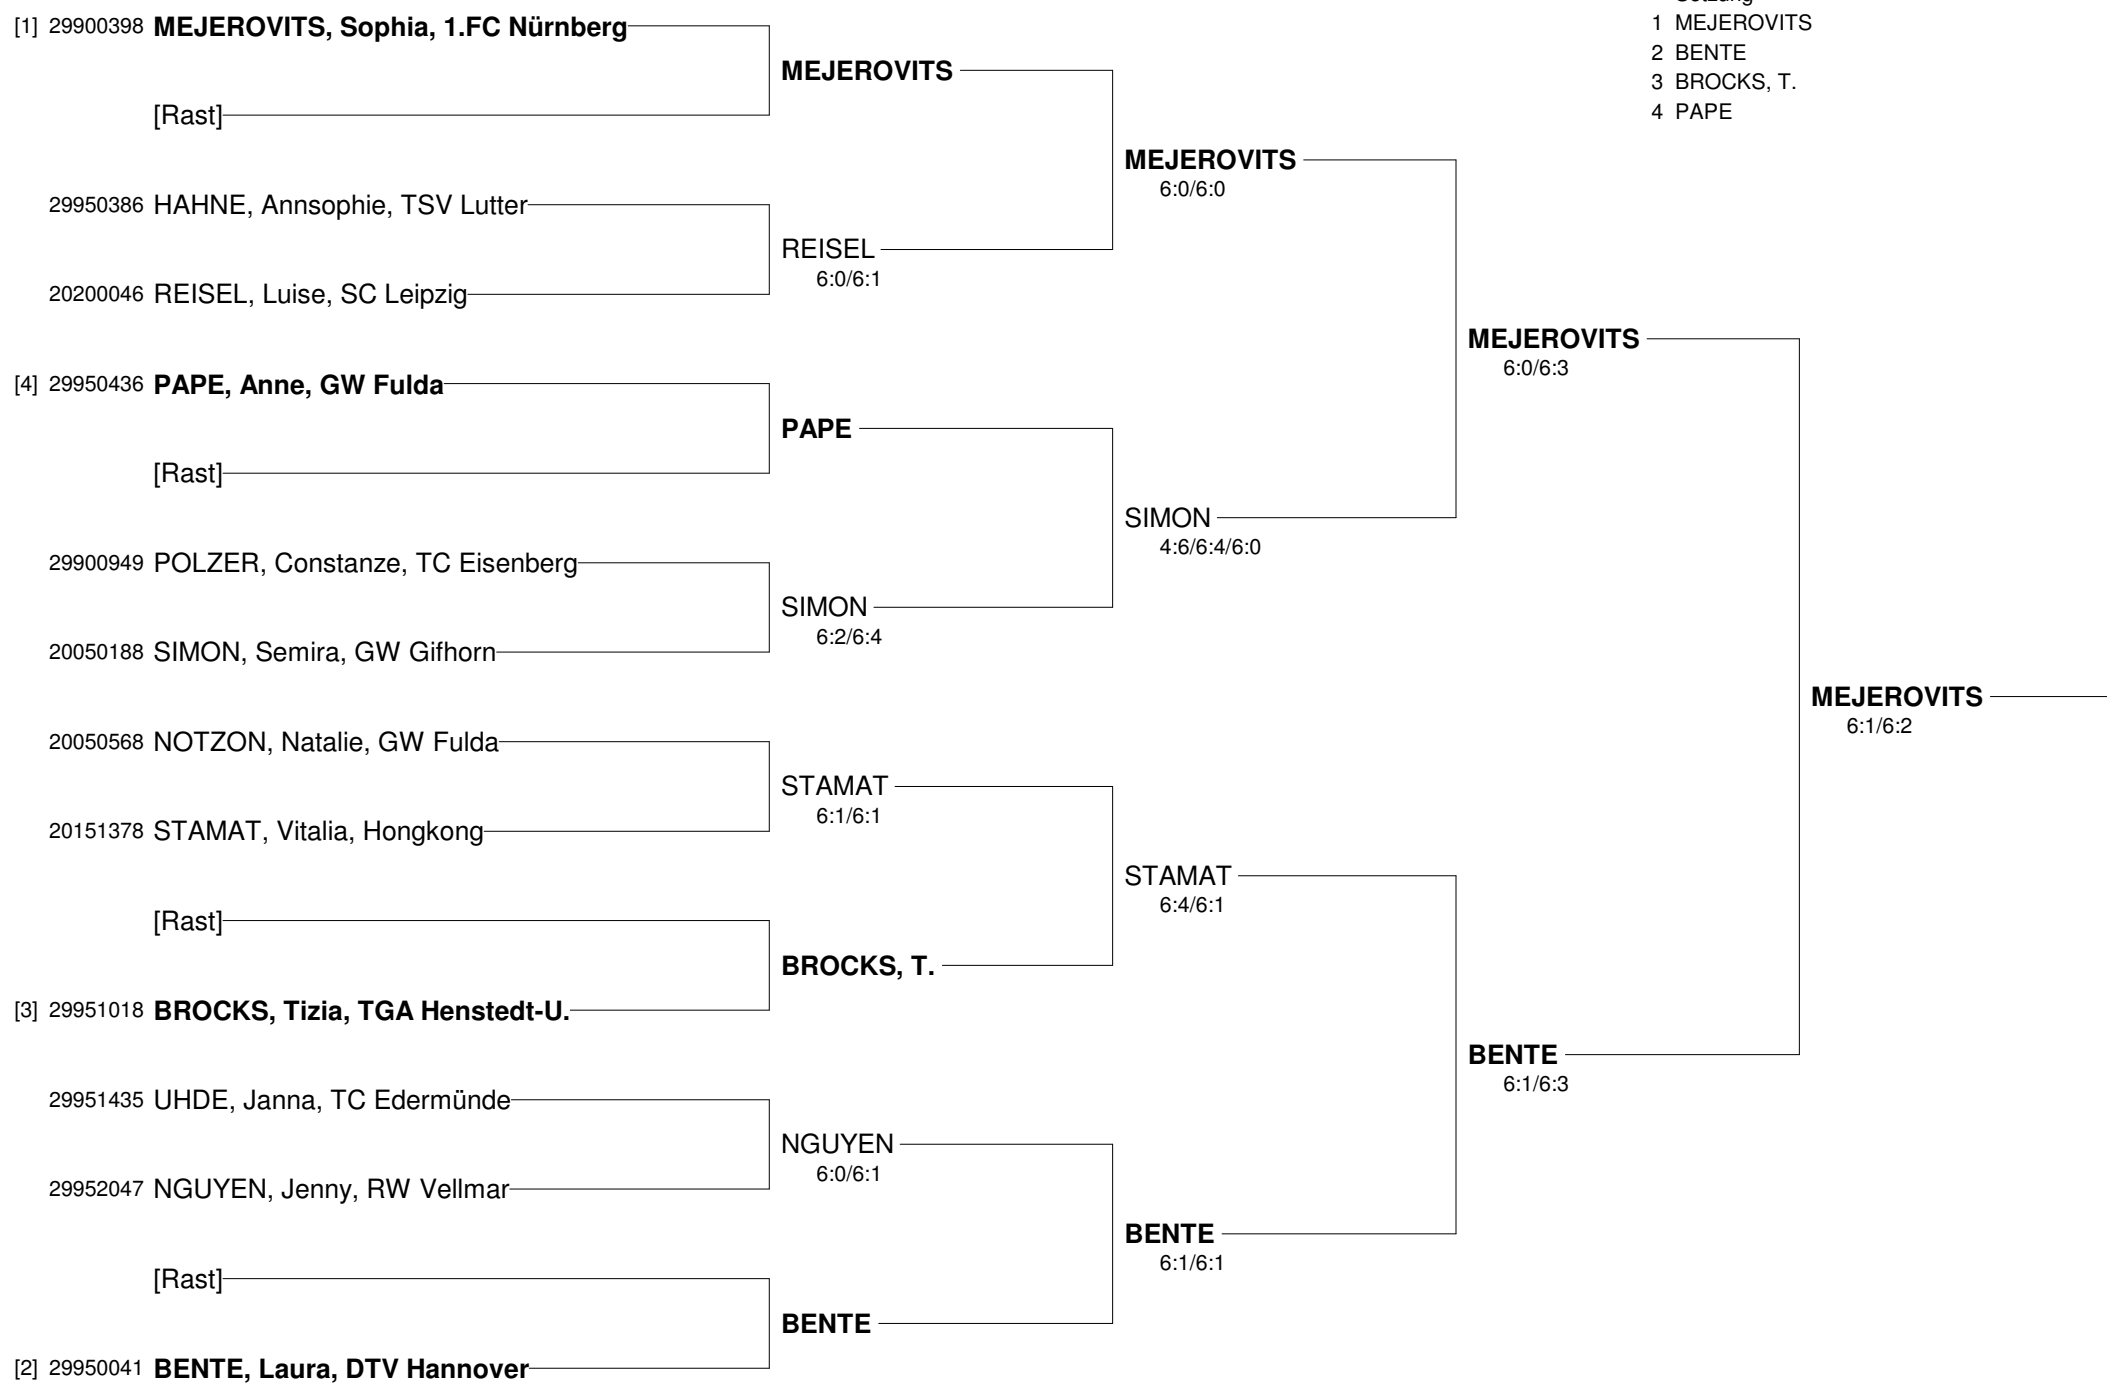 Setzung
1 MEJEROVITS
2 BENTE
3 BROCKS, T.
4 PAPE
[1] 29900398 MEJEROVITS, Sophia, 1.FC Nürnberg
[Rast]
29950386 HAHNE, Annsophie, TSV Lutter
20200046 REISEL, Luise, SC Leipzig
[4] 29950436 PAPE, Anne, GW Fulda
[Rast]
29900949 POLZER, Constanze, TC Eisenberg
20050188 SIMON, Semira, GW Gifhorn
20050568 NOTZON, Natalie, GW Fulda
20151378 STAMAT, Vitalia, Hongkong
[Rast]
[3] 29951018 BROCKS, Tizia, TGA Henstedt-U.
29951435 UHDE, Janna, TC Edermünde
29952047 NGUYEN, Jenny, RW Vellmar
[Rast]
[2] 29950041 BENTE, Laura, DTV Hannover
MEJEROVITS
REISEL
6:0/6:1
PAPE
SIMON
6:2/6:4
STAMAT
6:1/6:1
BROCKS, T.
NGUYEN
6:0/6:1
BENTE
MEJEROVITS
6:0/6:0
SIMON
4:6/6:4/6:0
STAMAT
6:4/6:1
BENTE
6:1/6:1
MEJEROVITS
6:0/6:3
BENTE
6:1/6:3
MEJEROVITS
6:1/6:2